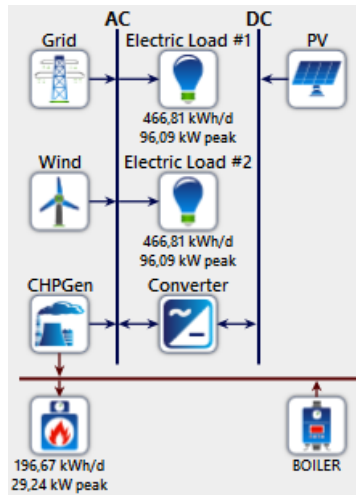 AC DC
Grid Electric Load #1 PV
466,81 kWh/d
96,09 kW peak
Wind Electric Load #2
466,81 kWh/d
96,09 kW peak
CHPGen Converter
196,67 kWh/d BOILER
29,24 kW peak